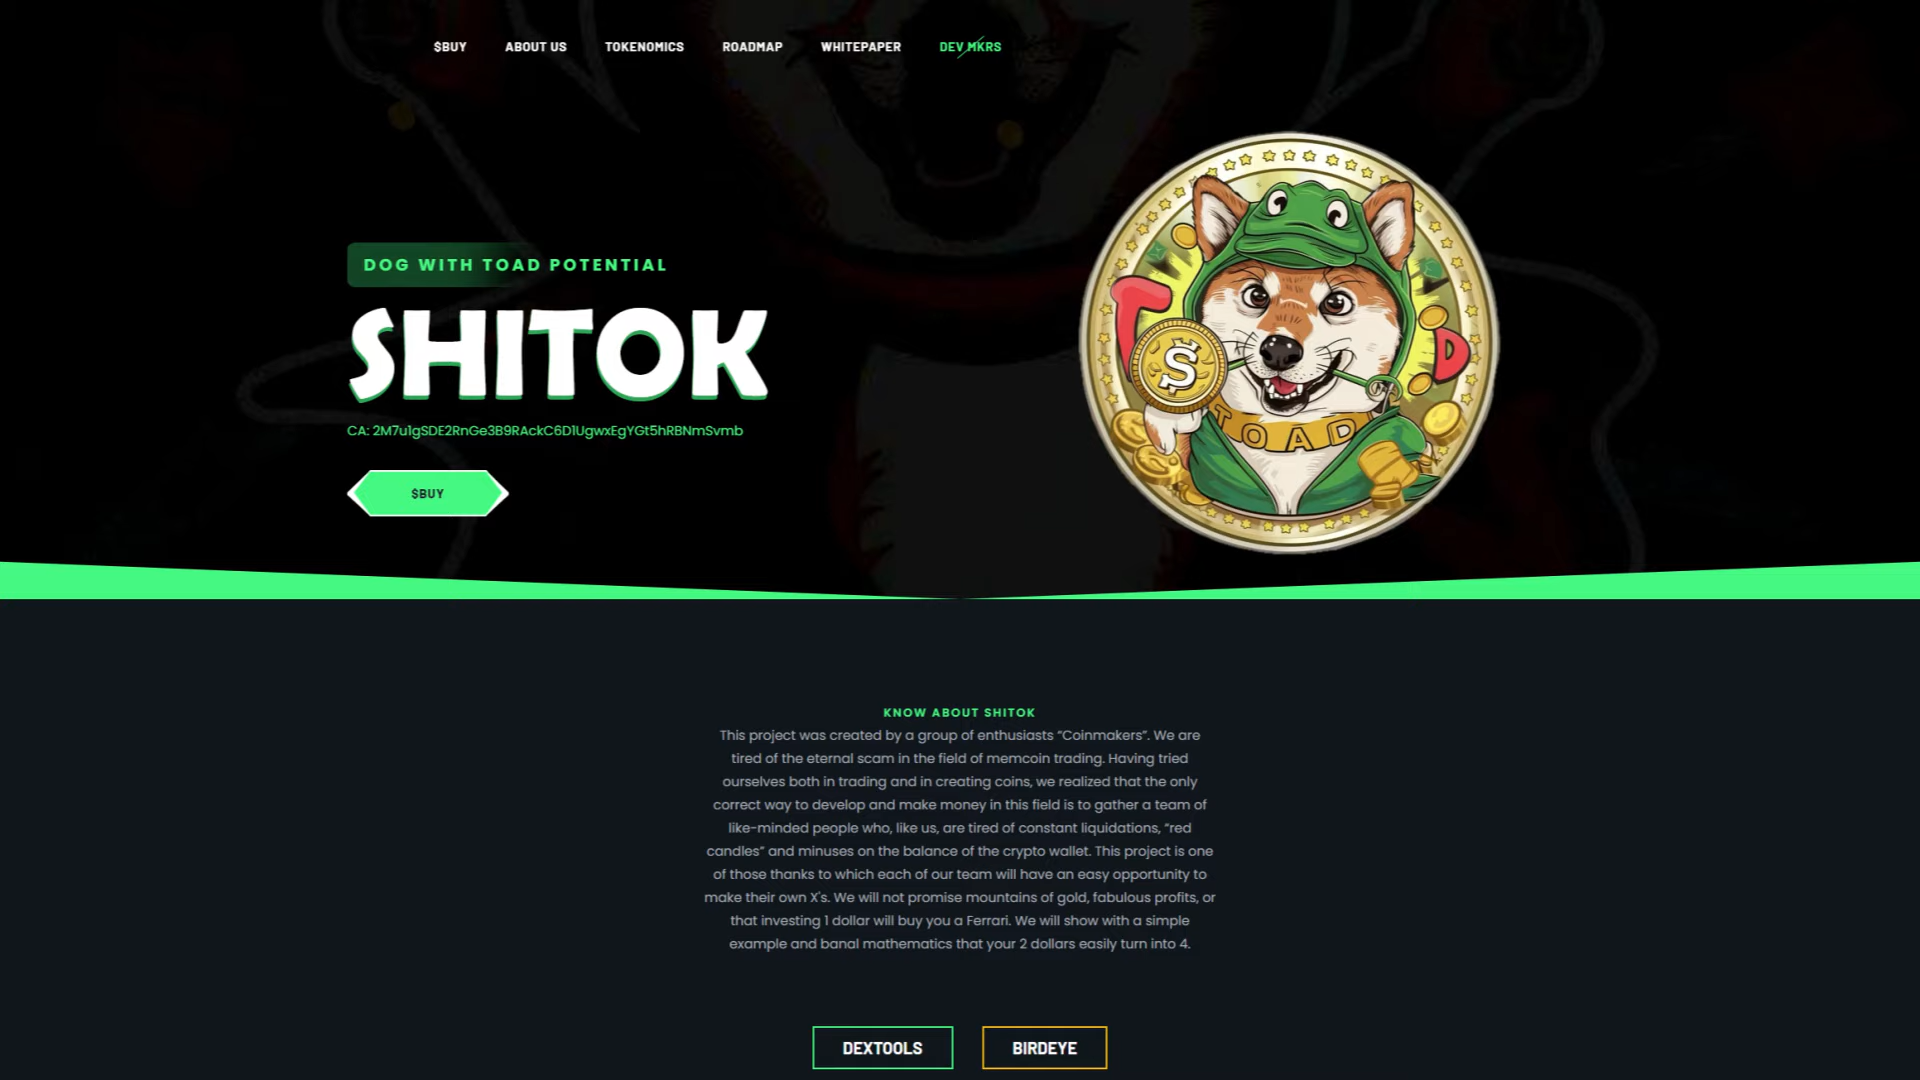 $BUY ABOUT US TOKENOMICS ROADMAP WHITEPAPER DEV MKRS
DOG WITH TOAD POTENTIAL
SHITOK
CA: 2M7u1gSDE2RnGe3B9RAckC6D1UgwxEgYGt5hRBNmSvmb
$BUY
T D
$
TOAD
KNOW ABOUT SHITOK
This project was created by a group of enthusiasts “Coinmakers”. We are
tired of the eternal scam in the field of memcoin trading. Having tried
ourselves both in trading and in creating coins, we realized that the only
correct way to develop and make money in this field is to gather a team of
like-minded people who, like us, are tired of constant liquidations, “red
candles” and minuses on the balance of the crypto wallet. This project is one
of those thanks to which each of our team will have an easy opportunity to
make their own X's. We will not promise mountains of gold, fabulous profits, or
that investing 1 dollar will buy you a Ferrari. We will show with a simple
example and banal mathematics that your 2 dollars easily turn into 4.
DEXTOOLS BIRDEYE